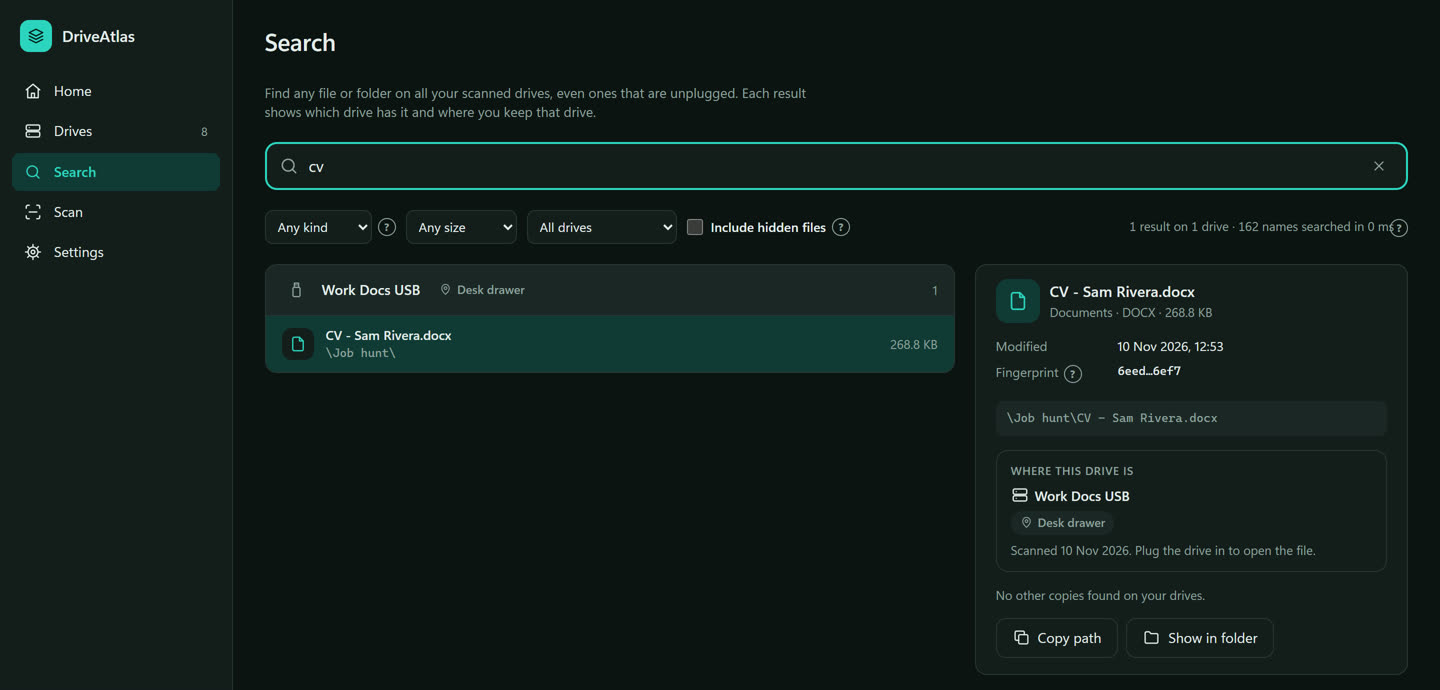 DriveAtlas
Home
Drives 8
Search
Scan
Settings
Search
Find any file or folder on all your scanned drives, even ones that are unplugged. Each result
shows which drive has it and where you keep that drive.
cv
Any kind ? Any size All drives Include hidden files ? 1 result on 1 drive · 162 names searched in 0 ms ?
Work Docs USB Desk drawer 1
CV - Sam Rivera.docx
\Job hunt\
268.8 KB
CV - Sam Rivera.docx
Documents · DOCX · 268.8 KB
Modified 10 Nov 2026, 12:53
Fingerprint ? 6eed…6ef7
\Job hunt\CV - Sam Rivera.docx
WHERE THIS DRIVE IS
Work Docs USB
Desk drawer
Scanned 10 Nov 2026. Plug the drive in to open the file.
No other copies found on your drives.
Copy path Show in folder